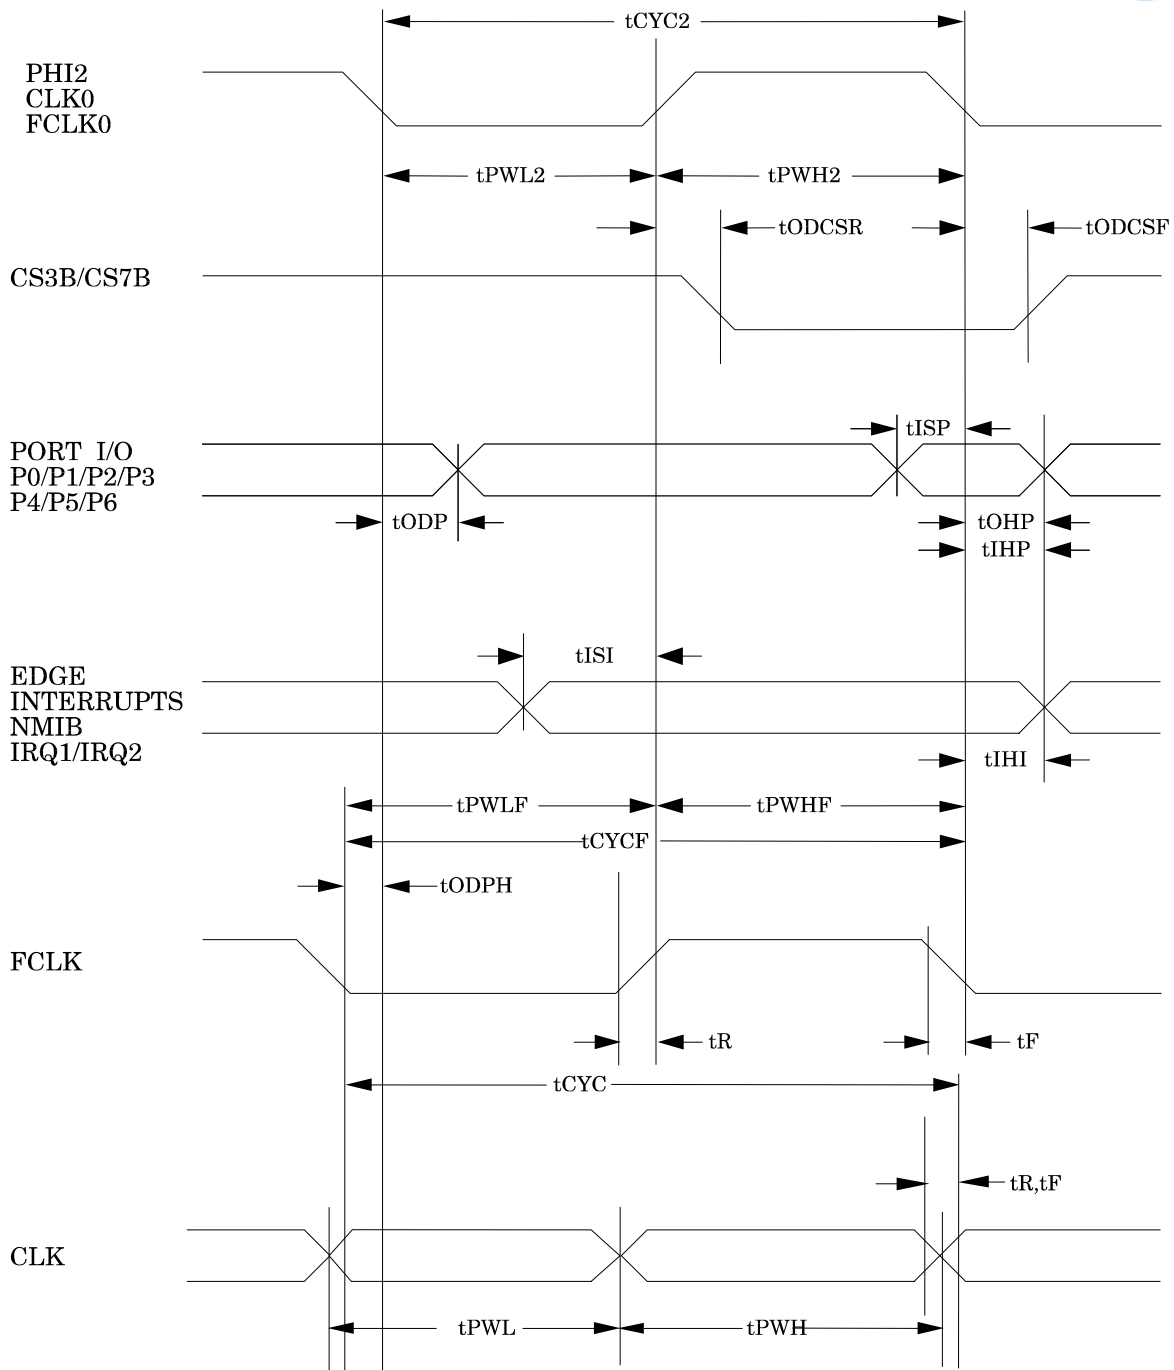 tCYC2
PHI2
CLK0
FCLK0
tPWL2
tPWH2
tODCSR
tODCSF
CS3B/CS7B
tISP
PORT I/O
P0/P1/P2/P3
P4/P5/P6
tODP
tOHP
tIHP
tISI
EDGE
INTERRUPTS
NMIB
IRQ1/IRQ2
tIHI
tPWLF
tPWHF
tCYCF
tODPH
FCLK
tR
tF
tCYC
tR,tF
CLK
tPWL
tPWH